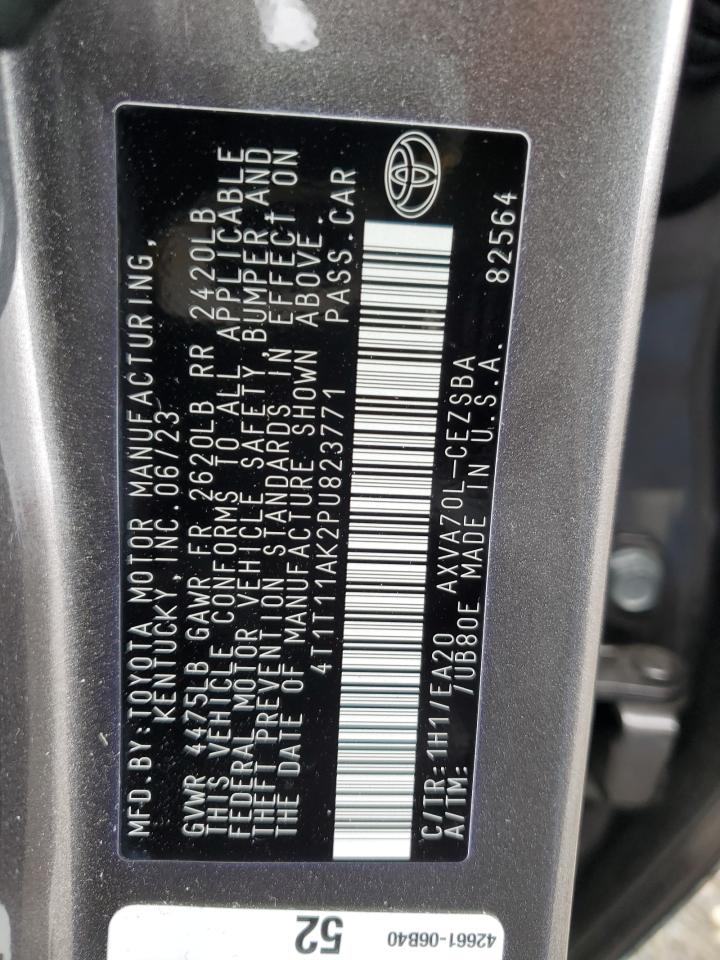 MFD.BY:TOYOTA MOTOR MANUFACTURING,
KENTUCKY, INC.06/23
GVWR 4475LB GAWR FR 2620LB RR 2420LB
THIS VEHICLE CONFORMS TO ALL APPLICABLE
FEDERAL MOTOR VEHICLE SAFETY,BUMPER,AND
THEFT PREVENTION STANDARDS IN EFFECT ON
THE DATE OF MANUFACTURE SHOWN ABOVE.
4T1T11AK2PU823771 PASS.CAR
C/TR:1H1/EA20 AXVA70L-CEZSBA
A/TM: /UB80E MADE IN U.S.A. 82564
52
42661-06B40